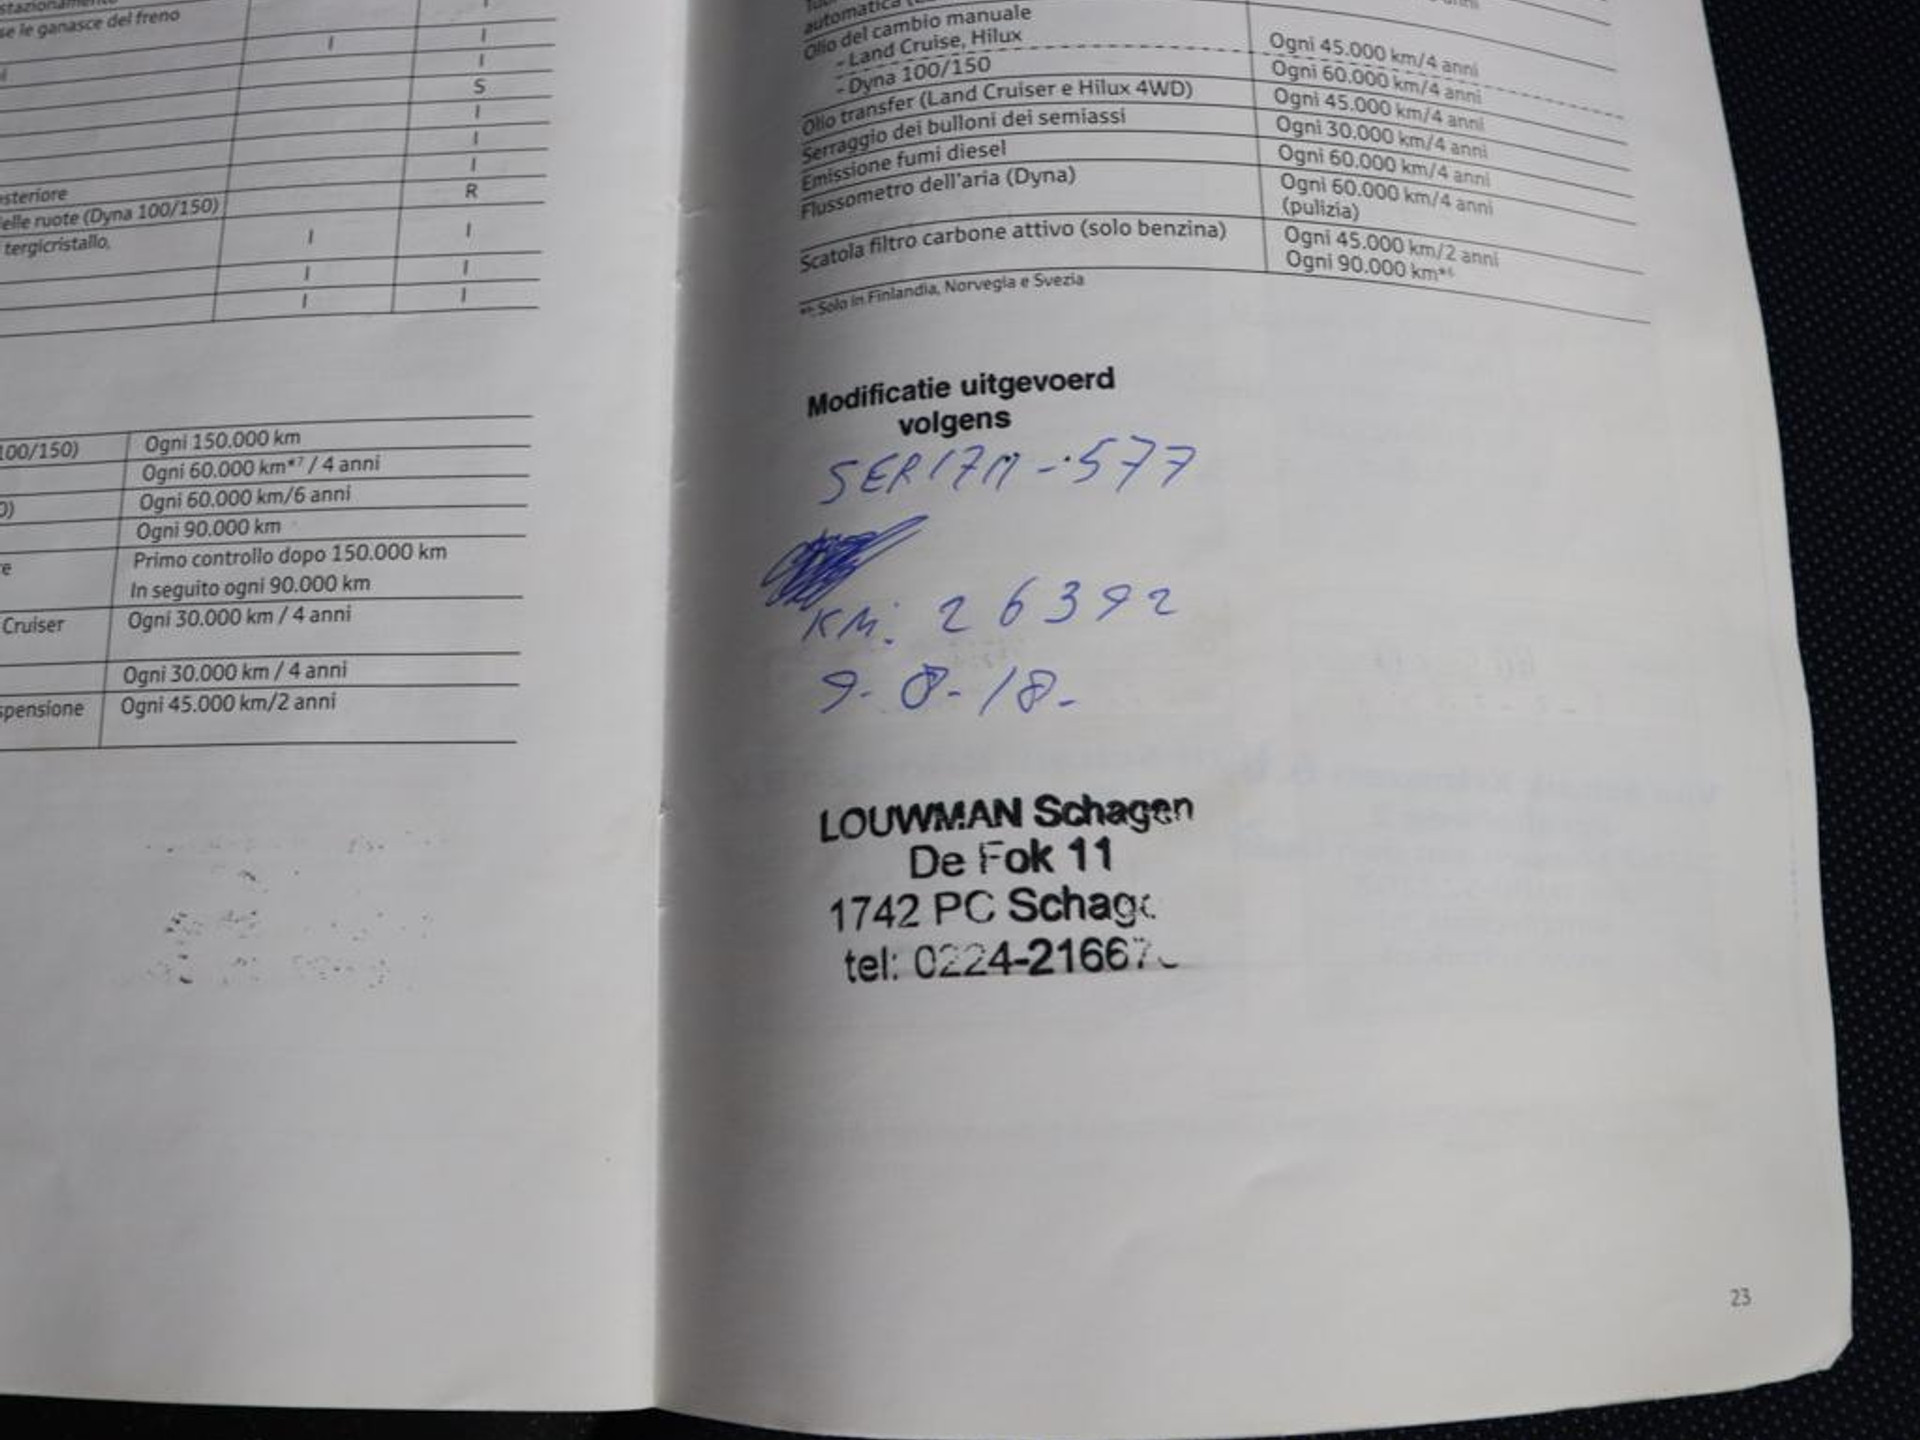 se le ganasce del freno
I I
I
S
I
I
I
esteriore R
elle ruote (Dyna 100/150)
tergicristallo, I I
I I
I I
100/150) Ogni 150.000 km
Ogni 60.000 km*7 / 4 anni
0) Ogni 60.000 km/6 anni
Ogni 90.000 km
e Primo controllo dopo 150.000 km
In seguito ogni 90.000 km
Cruiser Ogni 30.000 km / 4 anni
Ogni 30.000 km / 4 anni
spensione Ogni 45.000 km/2 anni
automatica
Olio del cambio manuale
- Land Cruise, Hilux Ogni 45.000 km/4 anni
- Dyna 100/150 Ogni 60.000 km/4 anni
Olio transfer (Land Cruiser e Hilux 4WD) Ogni 45.000 km/4 anni
Serraggio dei bulloni dei semiassi Ogni 30.000 km/4 anni
Emissione fumi diesel Ogni 60.000 km/4 anni
Flussometro dell'aria (Dyna) Ogni 60.000 km/4 anni
(pulizia)
Scatola filtro carbone attivo (solo benzina) Ogni 45.000 km/2 anni
Ogni 90.000 km*6
*6: Solo in Finlandia, Norvegia e Svezia
Modificatie uitgevoerd
volgens
SER17M-577
KM: 26392
9-8-18-
LOUWMAN Schagen
De Fok 11
1742 PC Schage
tel: 0224-21667
23